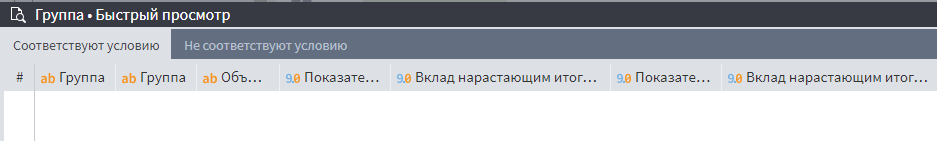 Группа • Быстрый просмотр
Соответствуют условию Не соответствуют условию
# ab Группа ab Группа ab Объ... 9.0 Показате... 9.0 Вклад нарастающим итог... 9.0 Показате... 9.0 Вклад нарастающим итог...